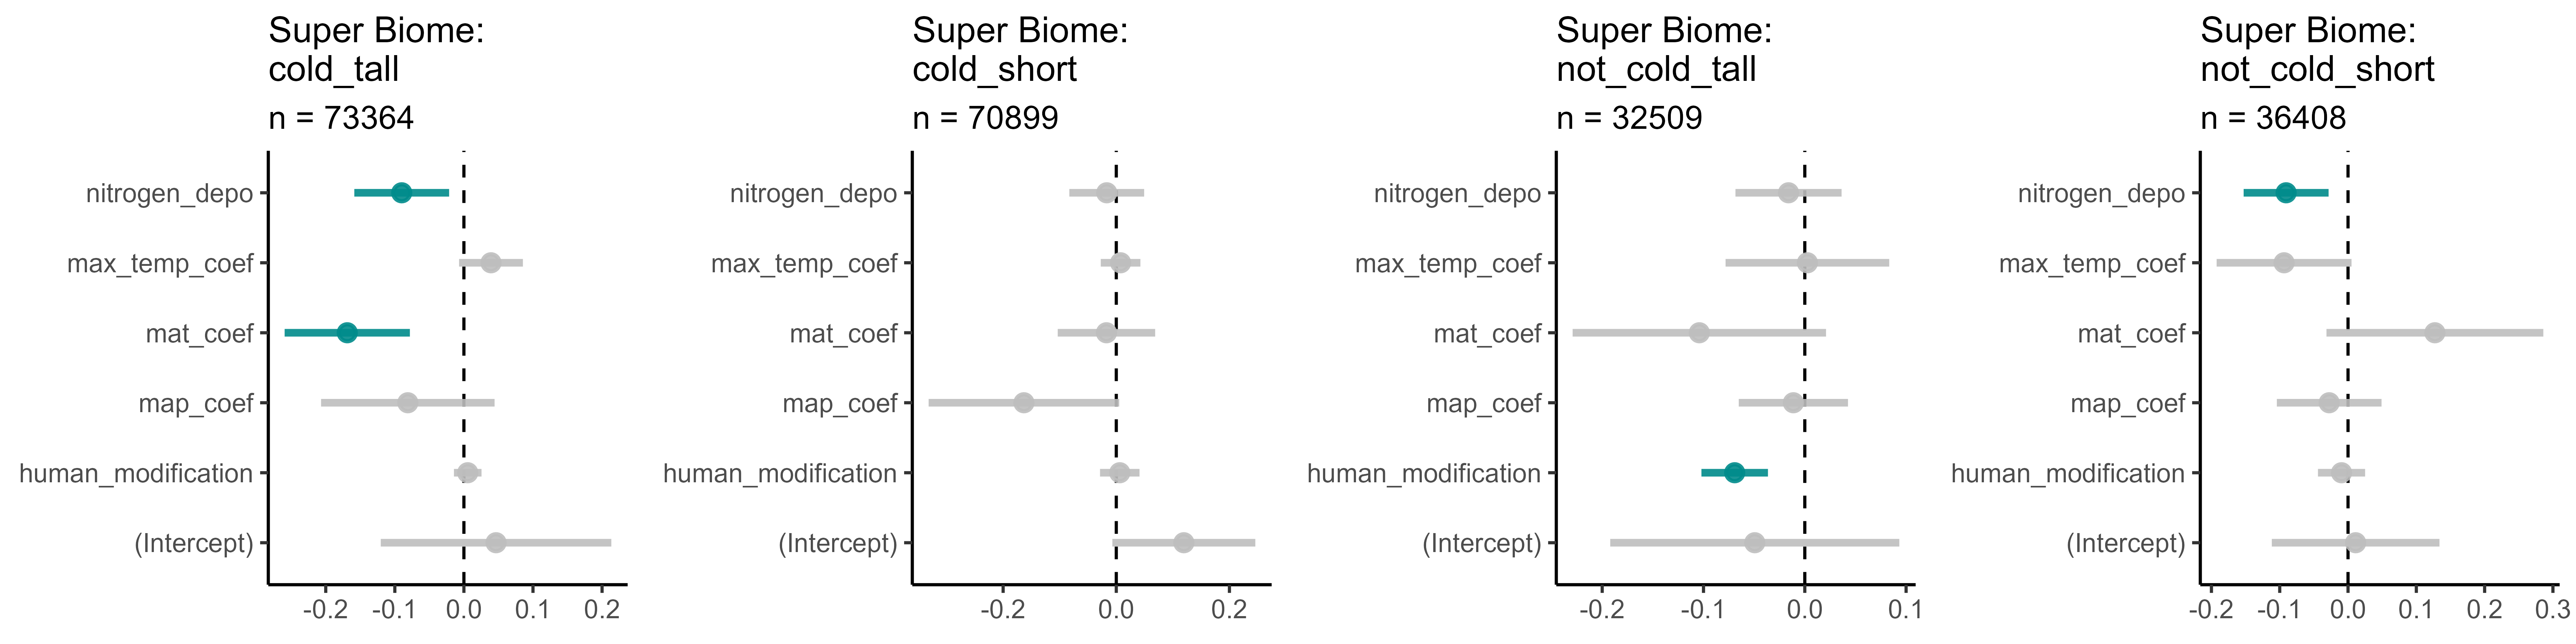 Super Biome:
cold_tall
n = 73364
nitrogen_depo
max_temp_coef
mat_coef
map_coef
human_modification
(Intercept)
-0.2 -0.1 0.0 0.1 0.2
Super Biome:
cold_short
n = 70899
nitrogen_depo
max_temp_coef
mat_coef
map_coef
human_modification
(Intercept)
-0.2 0.0 0.2
Super Biome:
not_cold_tall
n = 32509
nitrogen_depo
max_temp_coef
mat_coef
map_coef
human_modification
(Intercept)
-0.2 -0.1 0.0 0.1
Super Biome:
not_cold_short
n = 36408
nitrogen_depo
max_temp_coef
mat_coef
map_coef
human_modification
(Intercept)
-0.2 -0.1 0.0 0.1 0.2 0.3